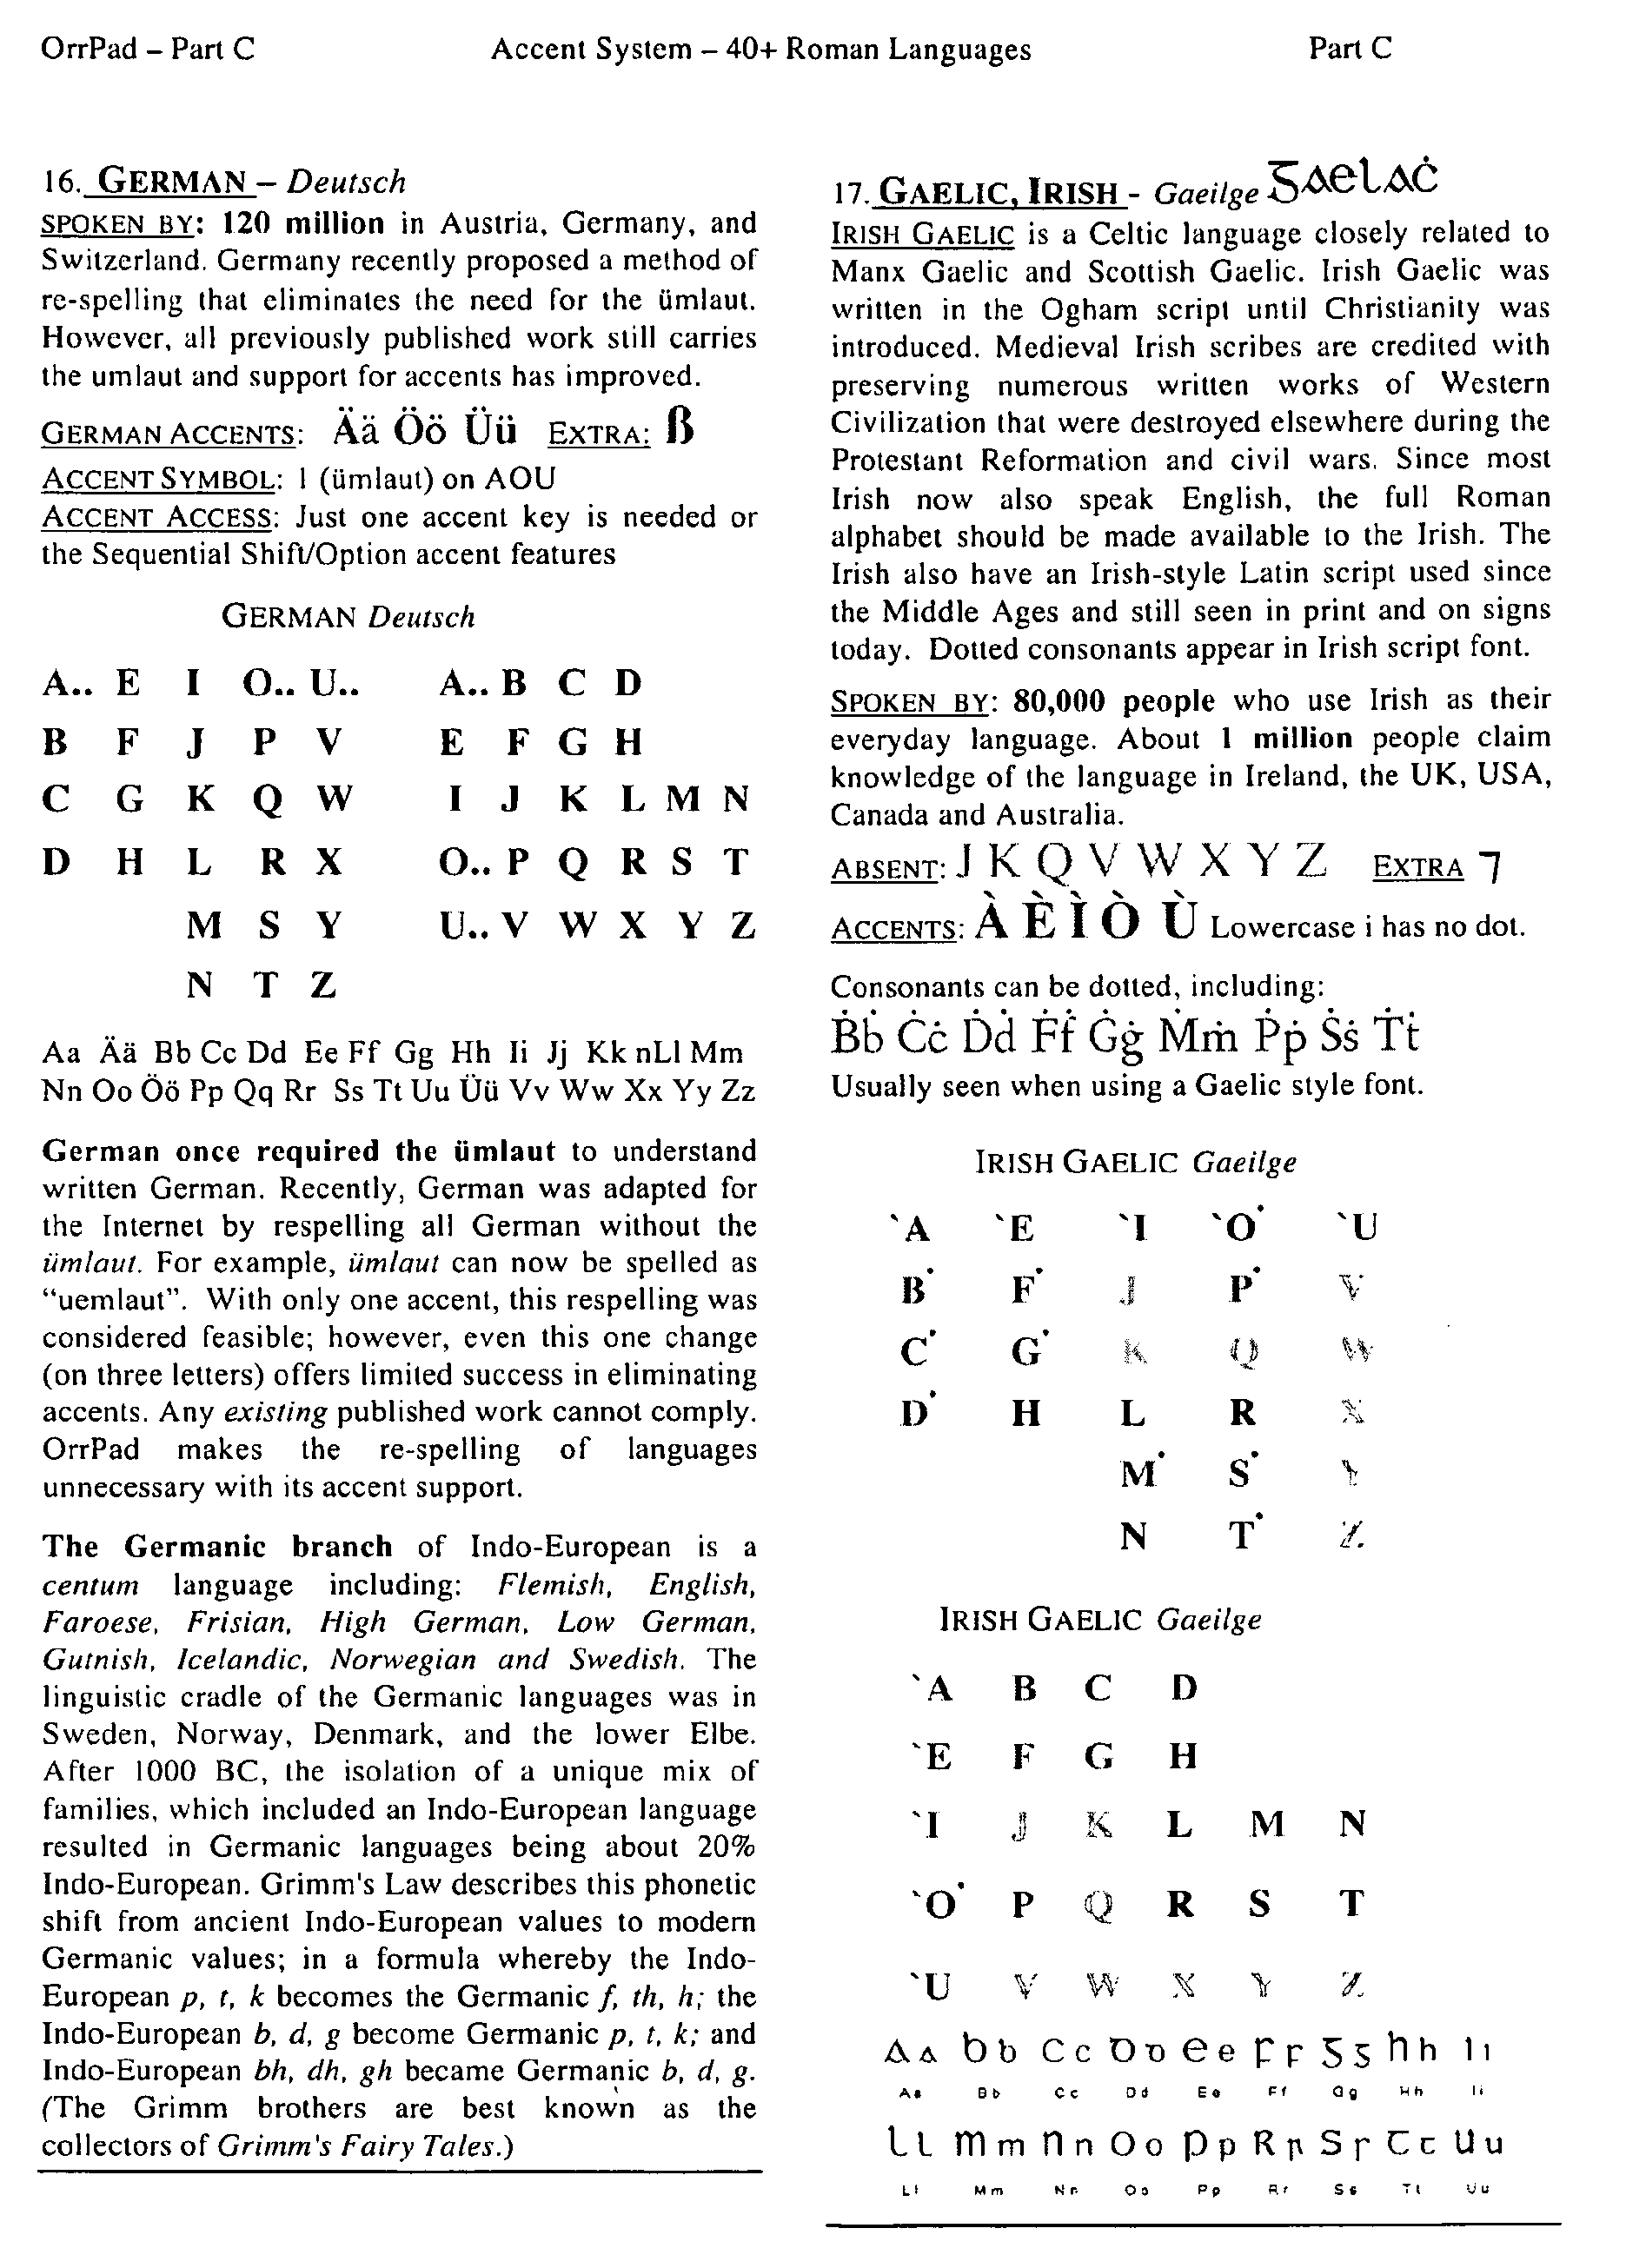 OrrPad – Part C    Accent System – 40+ Roman Languages    Part C
16. GERMAN – Deutsch
SPOKEN BY: 120 million in Austria, Germany, and
Switzerland. Germany recently proposed a method of
re-spelling that eliminates the need for the ümlaut.
However, all previously published work still carries
the umlaut and support for accents has improved.
GERMAN ACCENTS: Ää Öö Üü EXTRA: ß
ACCENT SYMBOL: 1 (ümlaut) on AOU
ACCENT ACCESS: Just one accent key is needed or
the Sequential Shift/Option accent features
GERMAN Deutsch
A.. E I O.. U..    A.. B C D
B F J P V    E F G H
C G K Q W    I J K L M N
D H L R X    O.. P Q R S T
M S Y    U.. V W X Y Z
N T Z
Aa Ää Bb Cc Dd Ee Ff Gg Hh Ii Jj Kk nLl Mm
Nn Oo Öö Pp Qq Rr Ss Tt Uu Üü Vv Ww Xx Yy Zz
German once required the ümlaut to understand
written German. Recently, German was adapted for
the Internet by respelling all German without the
ümlaut. For example, ümlaut can now be spelled as
“uemlaut”. With only one accent, this respelling was
considered feasible; however, even this one change
(on three letters) offers limited success in eliminating
accents. Any existing published work cannot comply.
OrrPad makes the re-spelling of languages
unnecessary with its accent support.
The Germanic branch of Indo-European is a
centum language including: Flemish, English,
Faroese, Frisian, High German, Low German,
Gutnish, Icelandic, Norwegian and Swedish. The
linguistic cradle of the Germanic languages was in
Sweden, Norway, Denmark, and the lower Elbe.
After 1000 BC, the isolation of a unique mix of
families, which included an Indo-European language
resulted in Germanic languages being about 20%
Indo-European. Grimm's Law describes this phonetic
shift from ancient Indo-European values to modern
Germanic values; in a formula whereby the Indo-
European p, t, k becomes the Germanic f, th, h; the
Indo-European b, d, g become Germanic p, t, k; and
Indo-European bh, dh, gh became Germanic b, d, g.
(The Grimm brothers are best known as the
collectors of Grimm's Fairy Tales.)
17. GAELIC, IRISH - Gaeilge Gaelaċ
IRISH GAELIC is a Celtic language closely related to
Manx Gaelic and Scottish Gaelic. Irish Gaelic was
written in the Ogham script until Christianity was
introduced. Medieval Irish scribes are credited with
preserving numerous written works of Western
Civilization that were destroyed elsewhere during the
Protestant Reformation and civil wars. Since most
Irish now also speak English, the full Roman
alphabet should be made available to the Irish. The
Irish also have an Irish-style Latin script used since
the Middle Ages and still seen in print and on signs
today. Dotted consonants appear in Irish script font.
SPOKEN BY: 80,000 people who use Irish as their
everyday language. About 1 million people claim
knowledge of the language in Ireland, the UK, USA,
Canada and Australia.
ABSENT: J K Q V W X Y Z EXTRA ⁊
ACCENTS: À È Ì Ò Ù Lowercase i has no dot.
Consonants can be dotted, including:
Ḃḃ Ċċ Ḋḋ Ḟḟ Ġġ Ṁṁ Ṗṗ Ṡṡ Ṫṫ
Usually seen when using a Gaelic style font.
IRISH GAELIC Gaeilge
`A `E `I `O˙ `U
B˙ F˙ J P˙ V
C˙ G˙ K Q W
D˙ H L R X
M˙ S˙ Y
N T˙ Z
IRISH GAELIC Gaeilge
`A B C D
`E F G H
`I J K L M N
`O˙ P Q R S T
`U V W X Y Z
Aa Bb Cc Dd Ee Ff Gg Hh Iı
Aa Bb Cc Dd Ee Ff Gg Hh Ii
Ll Mm Nn Oo Pp Rr Ss Tt Uu
Ll Mm Nn Oo Pp Rr Ss Tt Uu